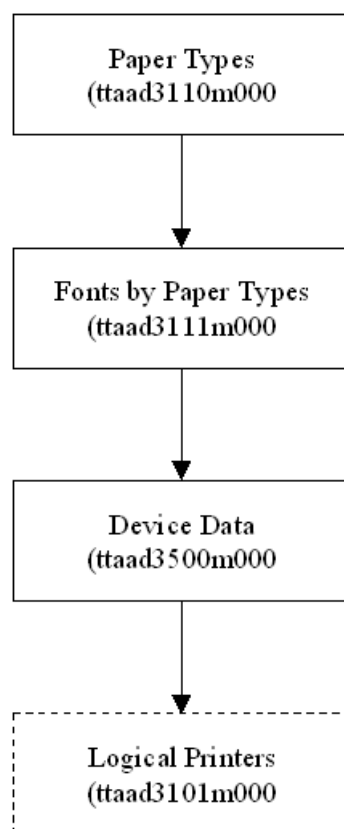 Paper Types
(ttaad3110m000
Fonts by Paper Types
(ttaad3111m000
Device Data
(ttaad3500m000
Logical Printers
(ttaad3101m000